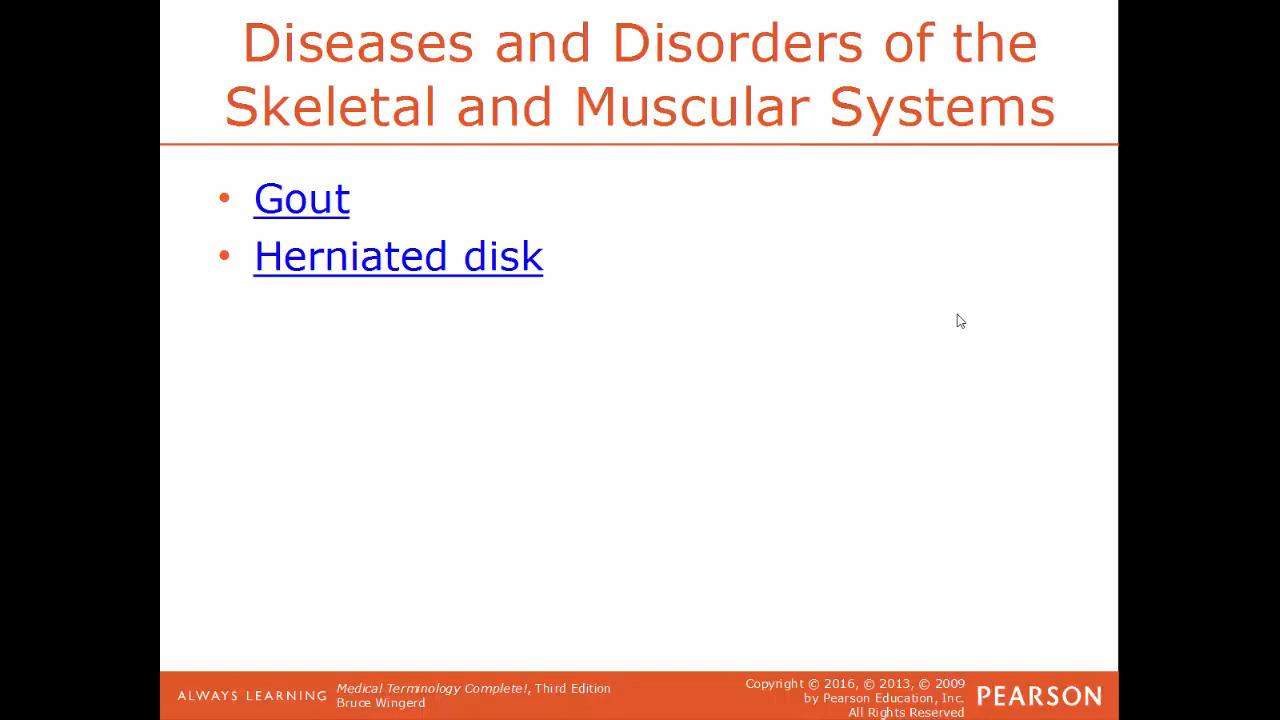 Diseases and Disorders of the
Skeletal and Muscular Systems
• Gout
• Herniated disk
ALWAYS LEARNING
Medical Terminology Complete!, Third Edition
Bruce Wingerd
Copyright © 2016, © 2013, © 2009
by Pearson Education, Inc.
All Rights Reserved
PEARSON